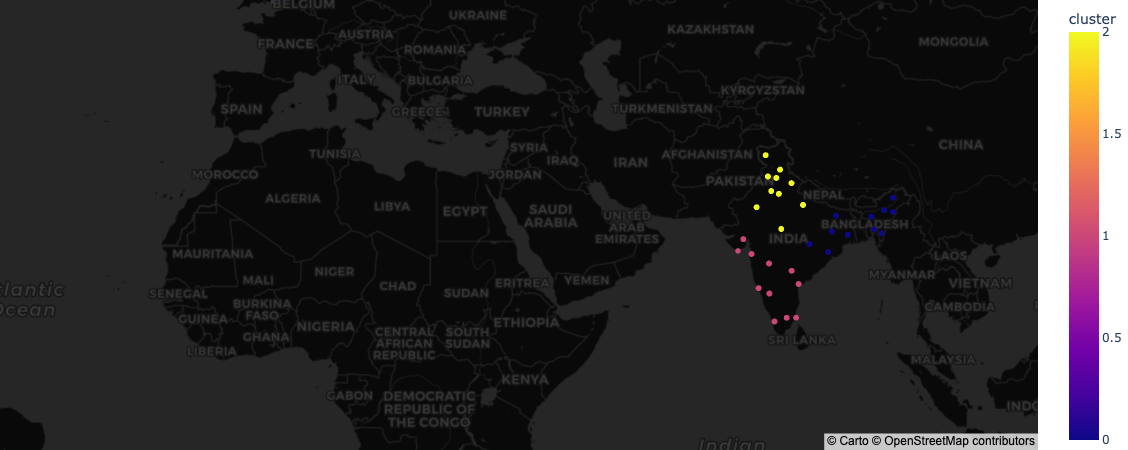 BELGIUM
UKRAINE
KAZAKHSTAN
MONGOLIA
FRANCE
AUSTRIA
ROMANIA
ITALY
BULGARIA
KYRGYZSTAN
SPAIN
GREECE
TURKEY
TURKMENISTAN
TUNISIA
SYRIA
IRAQ
IRAN
AFGHANISTAN
CHINA
MOROCCO
JORDAN
PAKISTAN
NEPAL
ALGERIA
LIBYA
EGYPT
SAUDI
ARABIA
UNITED
ARAB
EMIRATES
BANGLADESH
INDIA
MAURITANIA
NIGER
MALI
CHAD
SUDAN
ERITREA
YEMEN
MYANMAR
LAOS
VIETNAM
lantic
Ocean
SENEGAL
BURKINA
FASO
GUINEA
GHANA
NIGERIA
LIBERIA
CENTRAL
AFRICAN
REPUBLIC
SOUTH
SUDAN
ETHIOPIA
CAMBODIA
SRI LANKA
MALAYSIA
GABON
DEMOCRATIC
REPUBLIC OF
THE CONGO
KENYA
INDO
Indian
© Carto © OpenStreetMap contributors
cluster
2
1.5
1
0.5
0